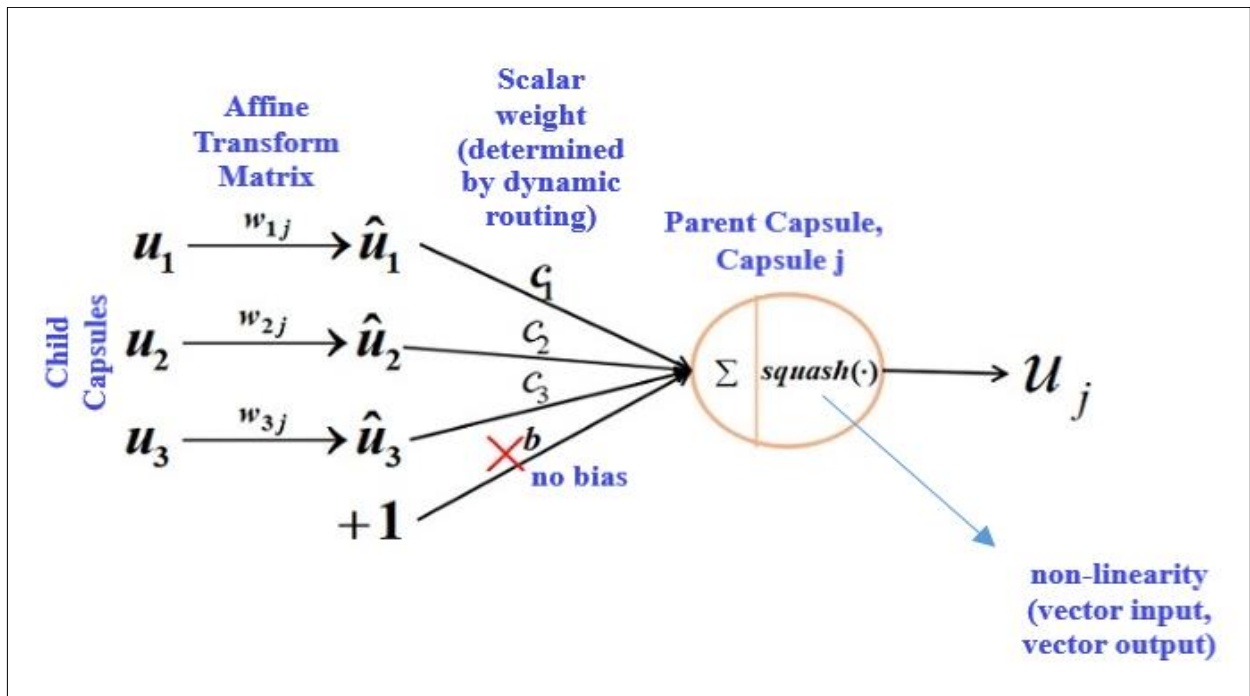 Affine
Transform
Matrix
Scalar
weight
(determined
by dynamic
routing)
Parent Capsule,
Capsule j
Child
Capsules
u₁ w₁ⱼ û₁ c₁
u₂ w₂ⱼ û₂ c₂
u₃ w₃ⱼ û₃ c₃
+1 b
no bias
Σ squash(·) uⱼ
non-linearity
(vector input,
vector output)